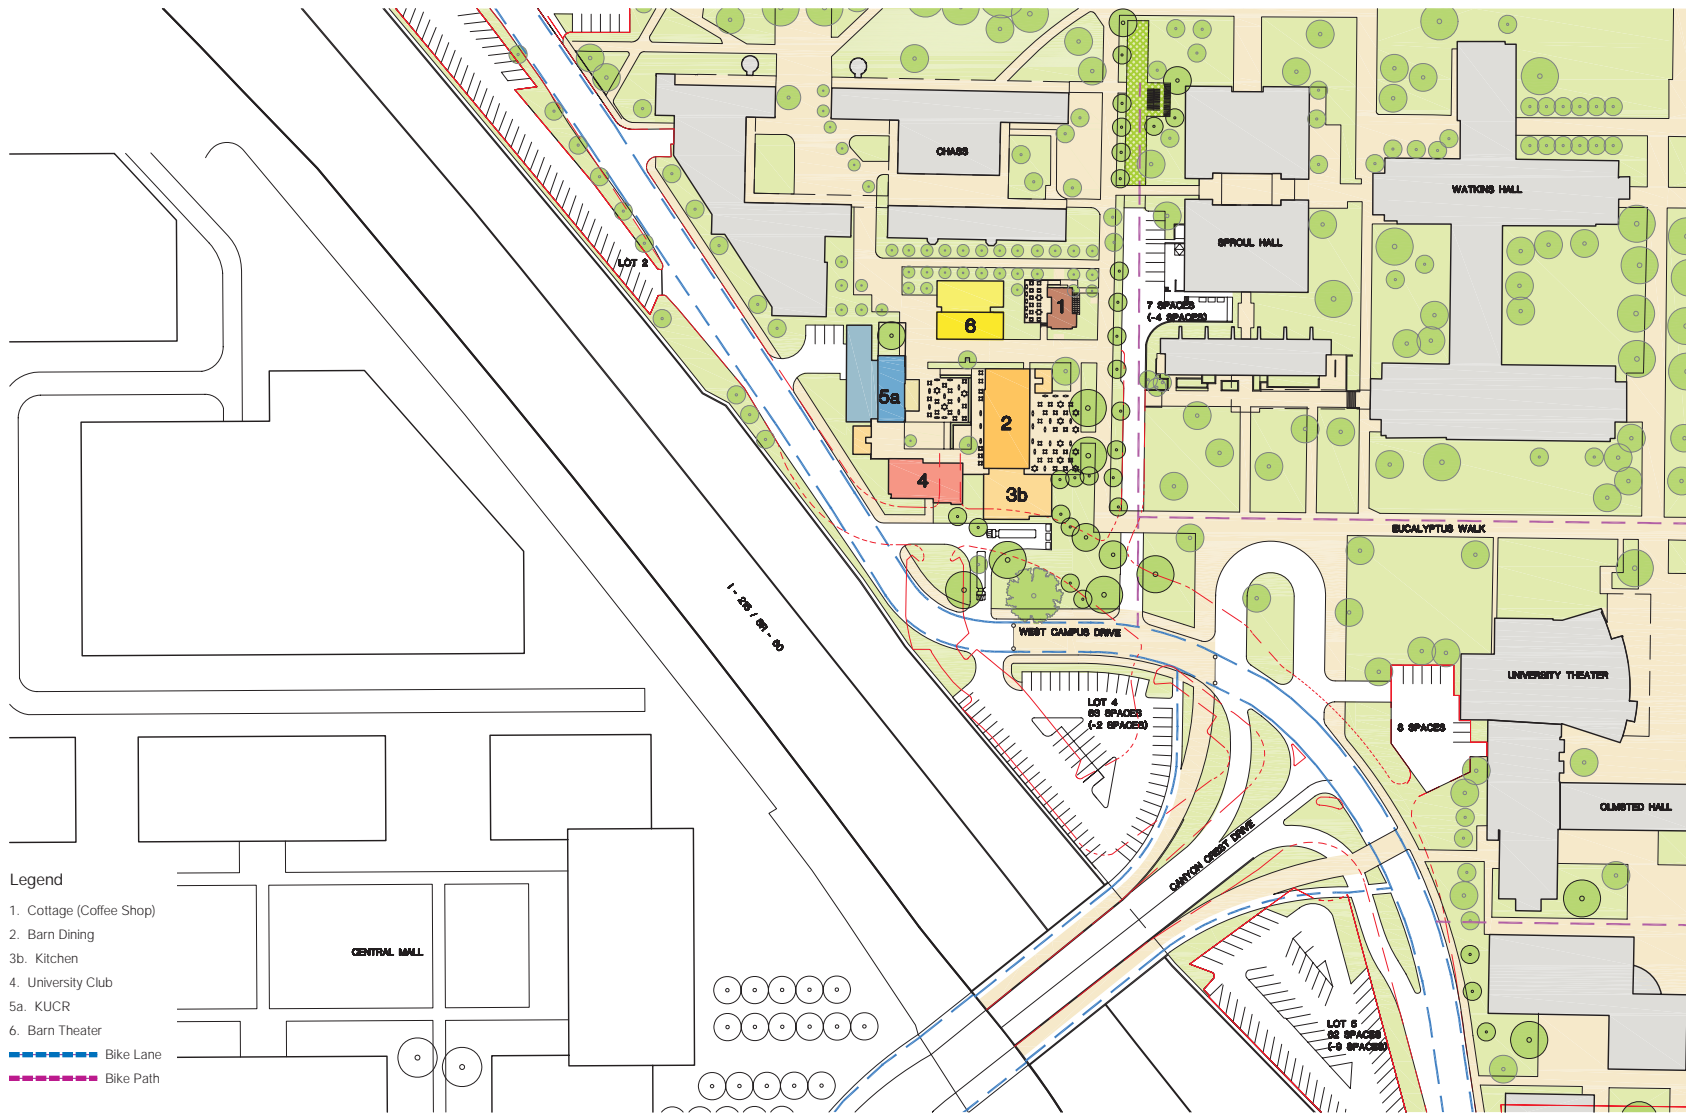 CHASS
WATKINS HALL
SPROUL HALL
LOT 2
7 SPACES
(-4 SPACES)
1
6
5a
2
4
3b
EUCALYPTUS WALK
I - 215 / SR - 60
WEST CAMPUS DRIVE
UNIVERSITY THEATER
LOT 4
63 SPACES
(-2 SPACES)
8 SPACES
OLMSTED HALL
CANYON CREST DRIVE
CENTRAL MALL
LOT 5
62 SPACES
(-9 SPACES)
Legend
1. Cottage (Coffee Shop)
2. Barn Dining
3b. Kitchen
4. University Club
5a. KUCR
6. Barn Theater
Bike Lane
Bike Path